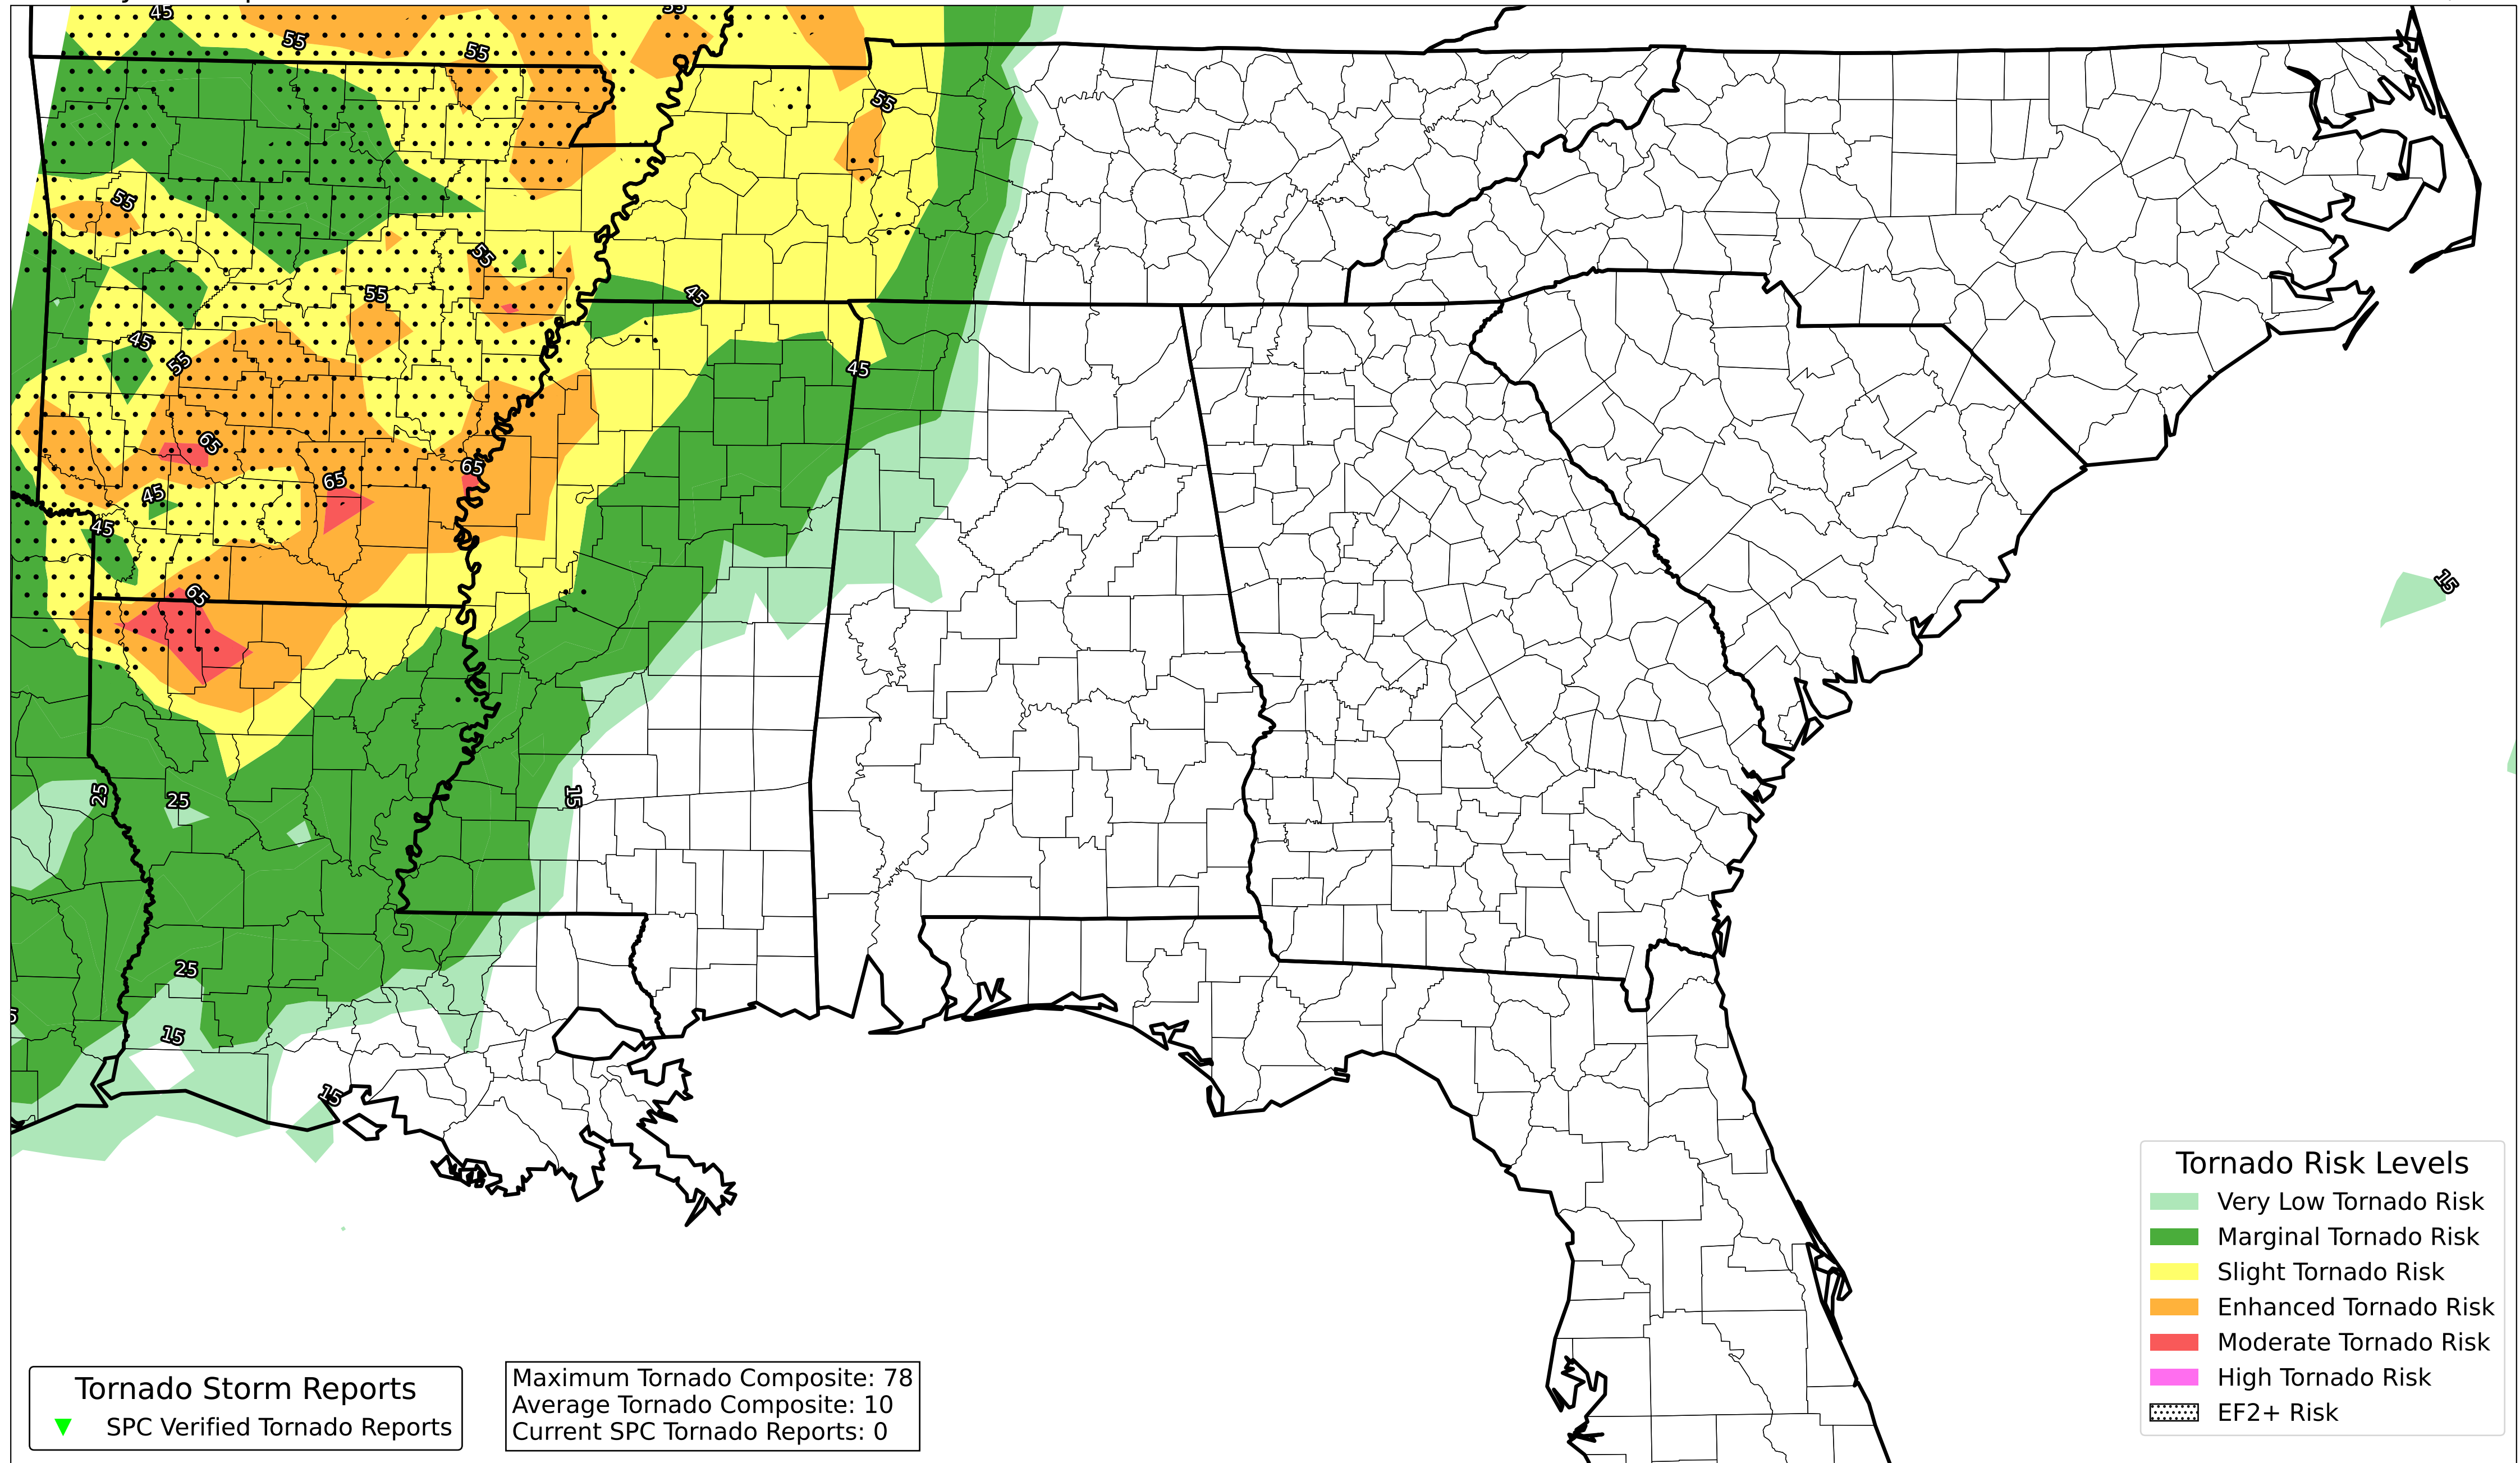 45
55
55
55
55
55
55
45
55
45
45
55
65
65
65
45
45
65
15
25
25
15
25
15
15
Tornado Risk Levels
Very Low Tornado Risk
Marginal Tornado Risk
Slight Tornado Risk
Enhanced Tornado Risk
Moderate Tornado Risk
High Tornado Risk
EF2+ Risk
Tornado Storm Reports
SPC Verified Tornado Reports
Maximum Tornado Composite: 78
Average Tornado Composite: 10
Current SPC Tornado Reports: 0